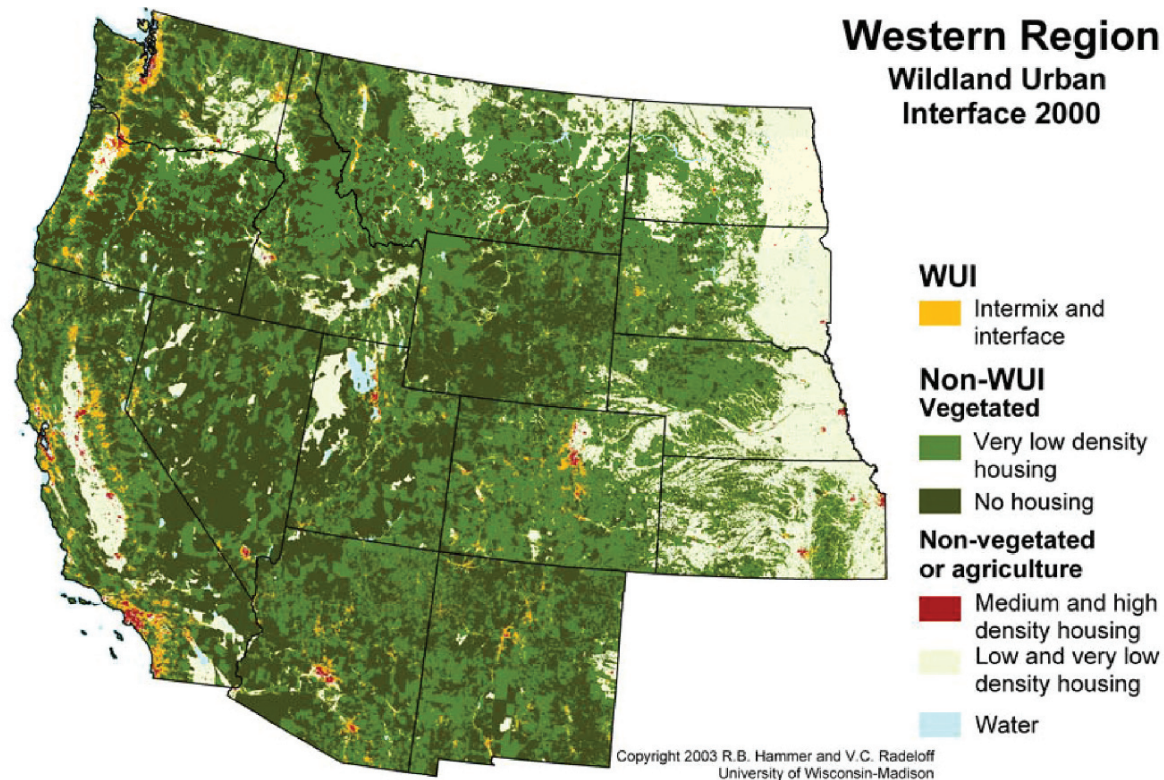 Western Region
Wildland Urban
Interface 2000
WUI
Intermix and
interface
Non-WUI
Vegetated
Very low density
housing
No housing
Non-vegetated
or agriculture
Medium and high
density housing
Low and very low
density housing
Water
Copyright 2003 R.B. Hammer and V.C. Radeloff
University of Wisconsin-Madison